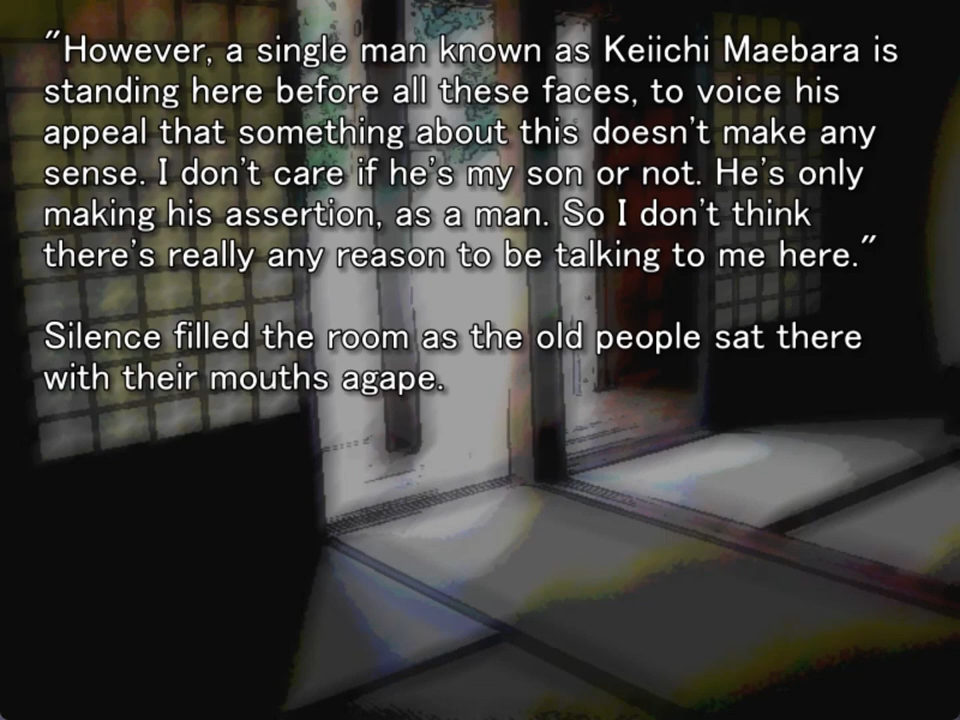 "However, a single man known as Keiichi Maebara is
standing here before all these faces, to voice his
appeal that something about this doesn't make any
sense. I don't care if he's my son or not. He's only
making his assertion, as a man. So I don't think
there's really any reason to be talking to me here."
Silence filled the room as the old people sat there
with their mouths agape.